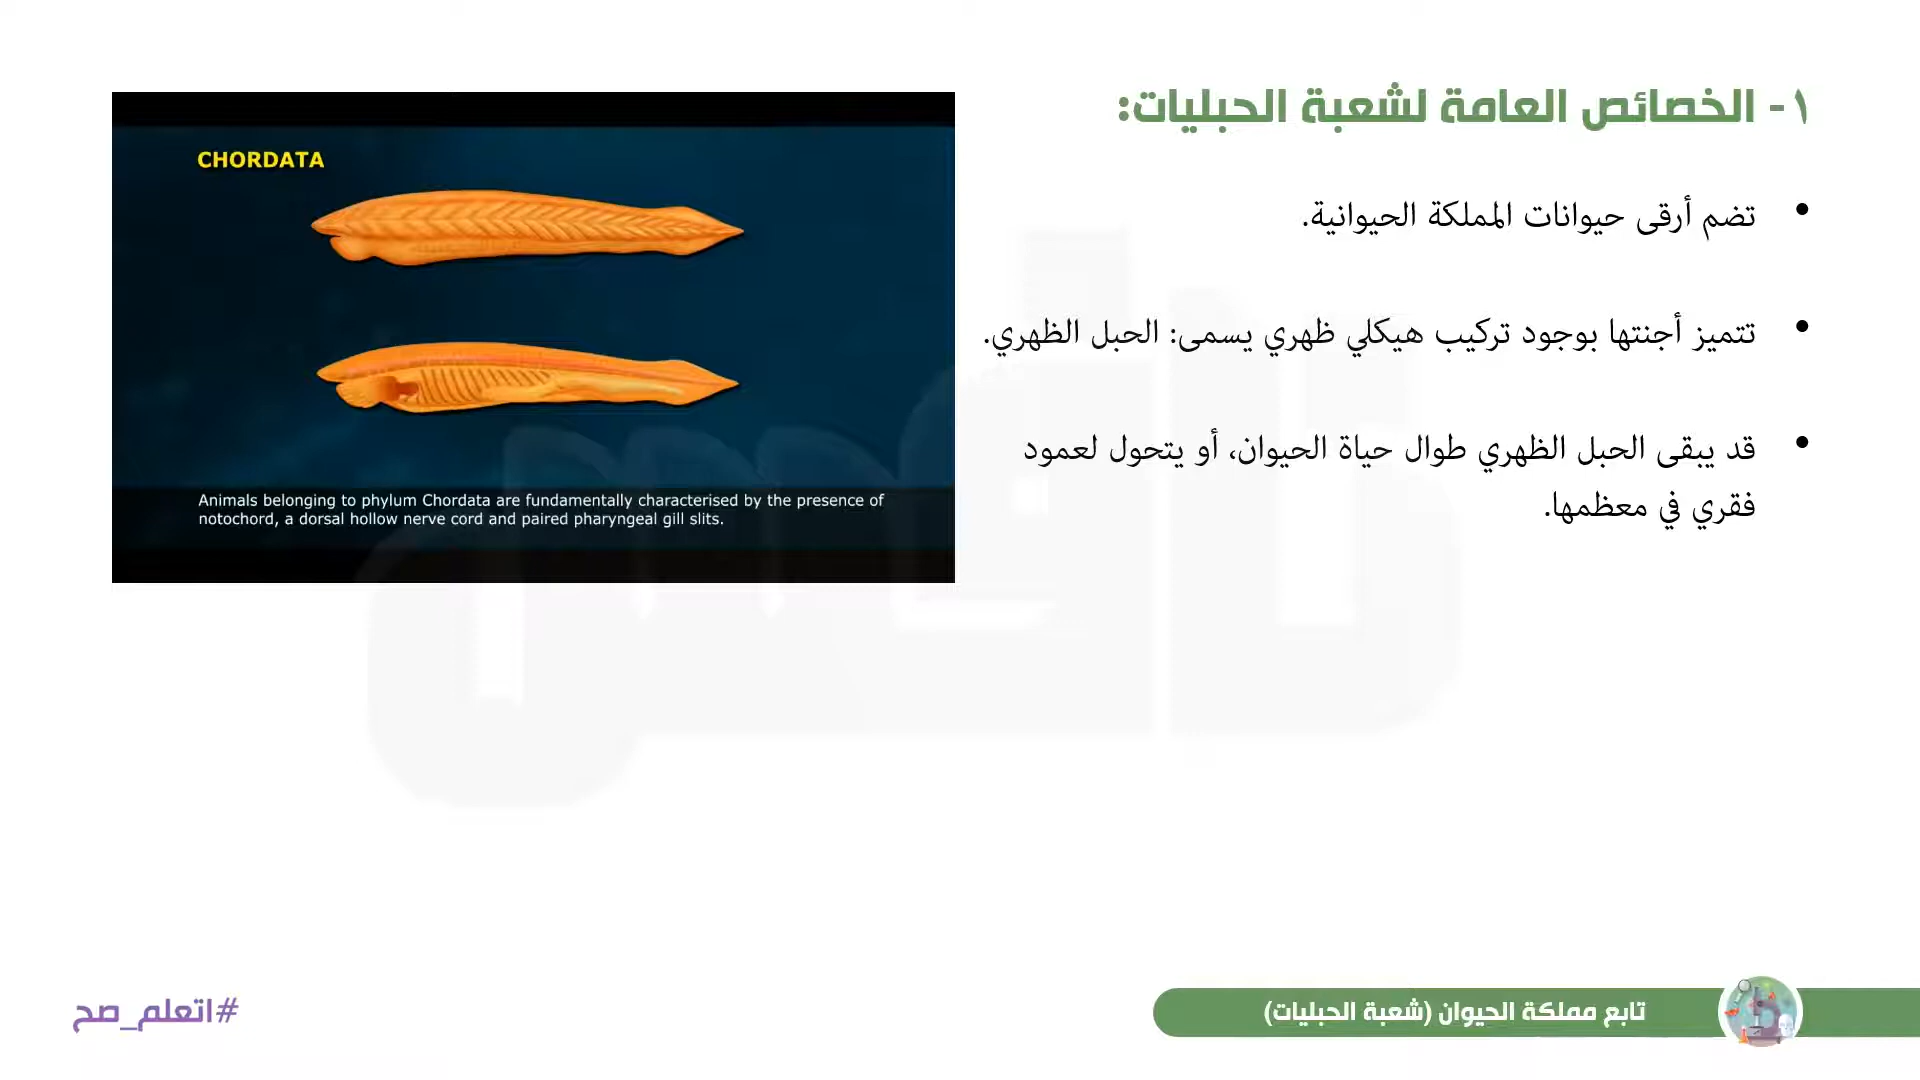 ١- الخصائص العامة لشعبة الحبليات:
• تضم أرقى حيوانات المملكة الحيوانية.
• تتميز أجنتها بوجود تركيب هيكلي ظهري يسمى: الحبل الظهري.
• قد يبقى الحبل الظهري طوال حياة الحيوان، أو يتحول لعمود
فقري في معظمها.
CHORDATA
Animals belonging to phylum Chordata are fundamentally characterised by the presence of
notochord, a dorsal hollow nerve cord and paired pharyngeal gill slits.
تابع مملكة الحيوان (شعبة الحبليات)
#اتعلم_صح